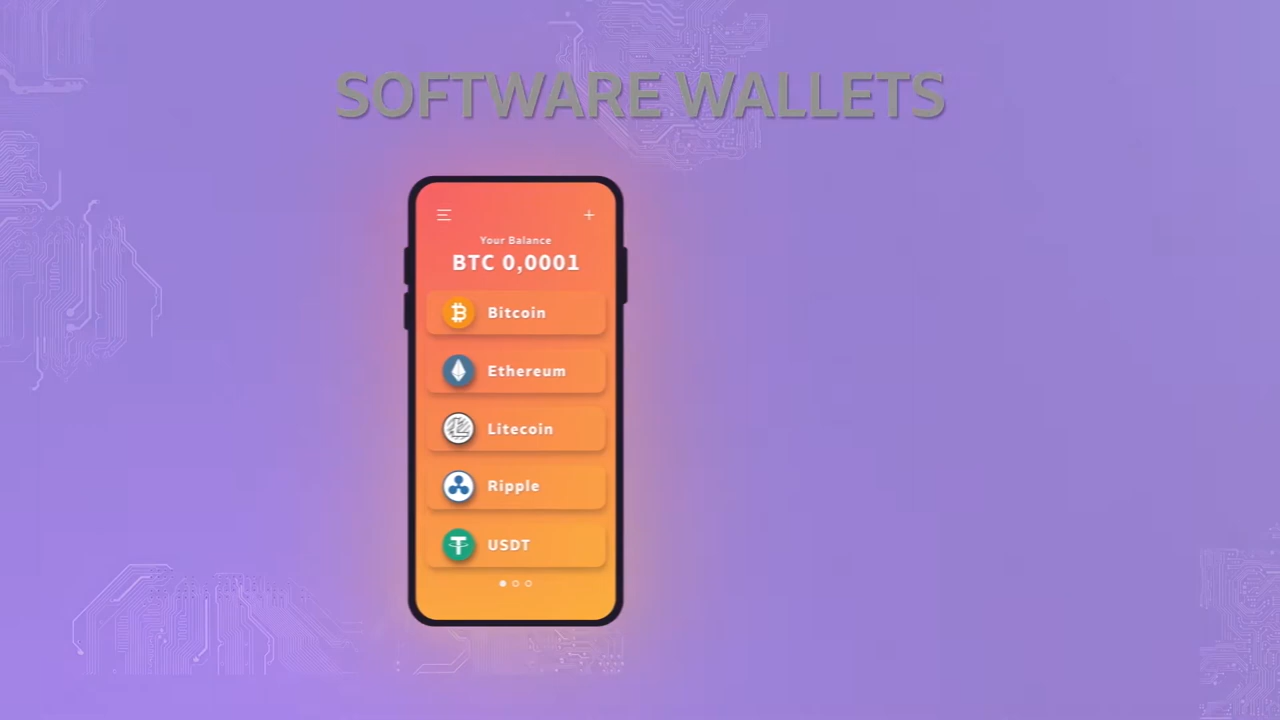 SOFTWARE WALLETS
Your Balance
BTC 0,0001
Bitcoin
Ethereum
Litecoin
Ripple
USDT